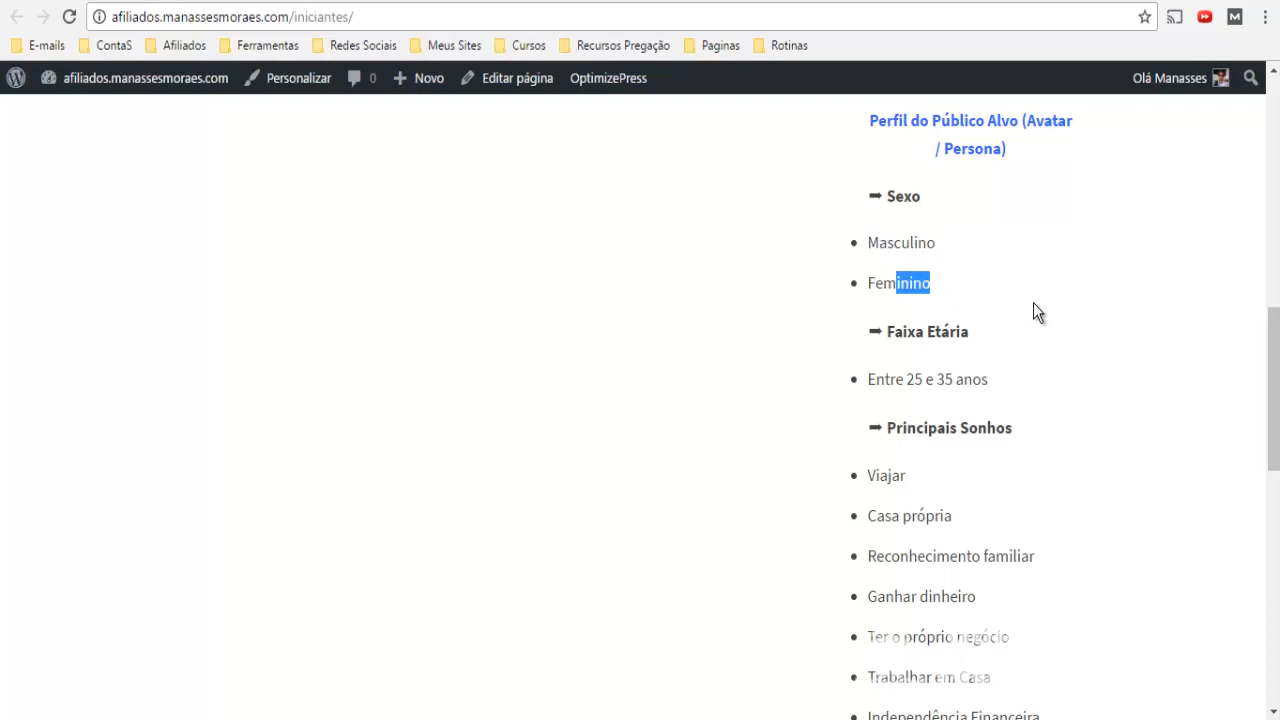 afiliados.manassesmoraes.com/iniciantes/
E-mails ContaS Afiliados Ferramentas Redes Sociais Meus Sites Cursos Recursos Pregação Paginas Rotinas
afiliados.manassesmoraes.com Personalizar 0 Novo Editar página OptimizePress Olá Manasses
Perfil do Público Alvo (Avatar
/ Persona)
➡ Sexo
• Masculino
• Feminino
➡ Faixa Etária
• Entre 25 e 35 anos
➡ Principais Sonhos
• Viajar
• Casa própria
• Reconhecimento familiar
• Ganhar dinheiro
• Ter o próprio negócio
• Trabalhar em Casa
• Independência Financeira